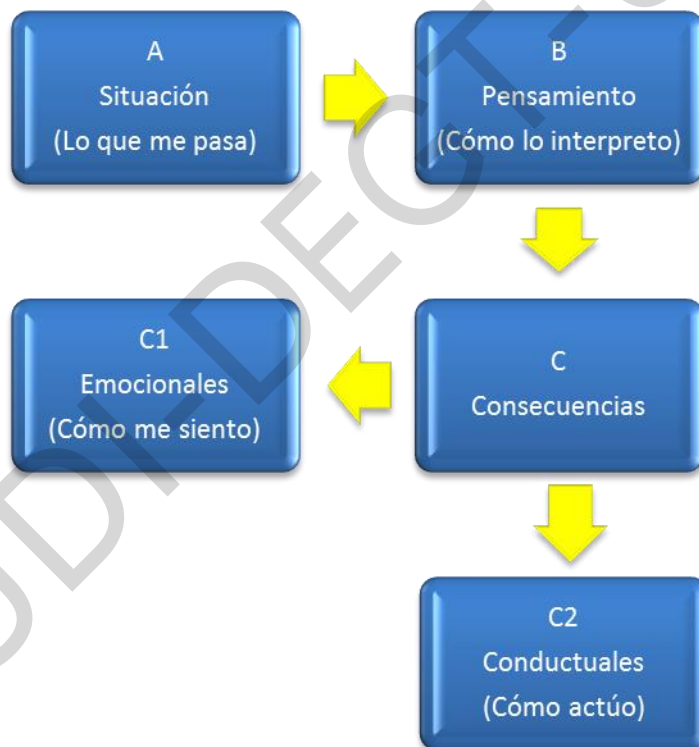 A
Situación
(Lo que me pasa)
B
Pensamiento
(Cómo lo interpreto)
C1
Emocionales
(Cómo me siento)
C
Consecuencias
C2
Conductuales
(Cómo actúo)